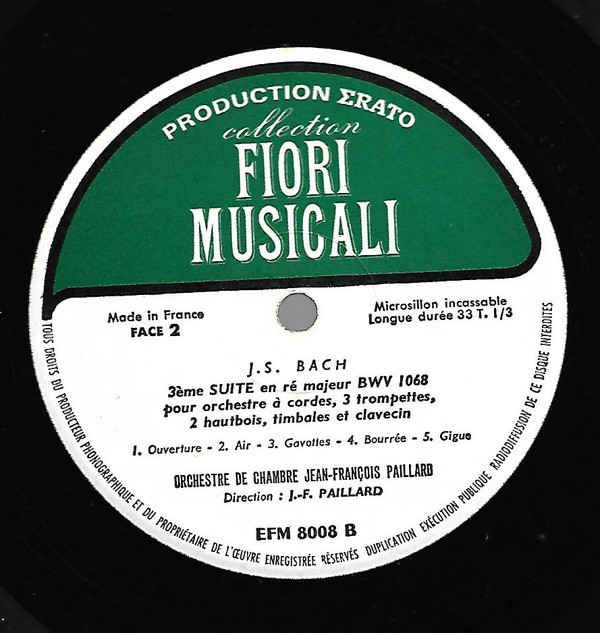 PRODUCTION ΣRATO
collection
FIORI
MUSICALI
Made in France
FACE 2
Microsillon incassable
Longue durée 33 T. 1/3
J.S. BACH
3ème SUITE en ré majeur BWV 1068
pour orchestre à cordes, 3 trompettes,
2 hautbois, timbales et clavecin
1. Ouverture - 2. Air - 3. Gavottes - 4. Bourrée - 5. Gigue
ORCHESTRE DE CHAMBRE JEAN-FRANÇOIS PAILLARD
Direction : J.-F. PAILLARD
EFM 8008 B
TOUS DROITS DU PRODUCTEUR PHONOGRAPHIQUE ET DU PROPRIÉTAIRE DE L'ŒUVRE ENREGISTRÉE RÉSERVÉS DUPLICATION EXÉCUTION PUBLIQUE RADIODIFFUSION DE CE DISQUE INTERDITES